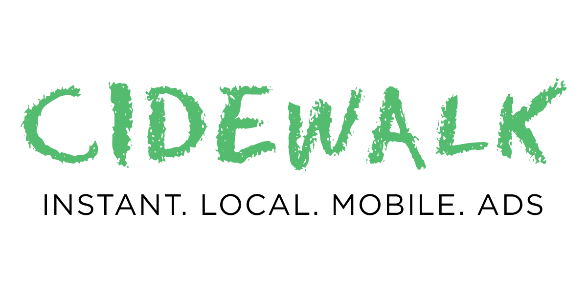 CIDEWALK
INSTANT. LOCAL. MOBILE. ADS